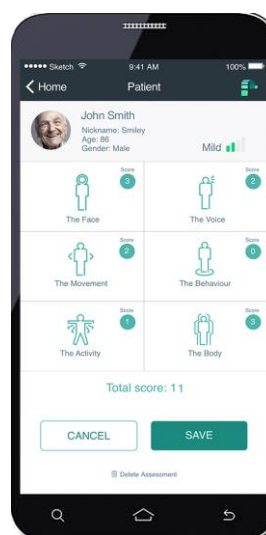 Sketch
9:41 AM
100%
Home
Patient
John Smith
Nickname: Smiley
Age: 86
Gender: Male
Mild
Score
3
The Face
Score
2
The Voice
Score
2
The Movement
Score
0
The Behaviour
Score
1
The Activity
Score
3
The Body
Total score: 11
CANCEL
SAVE
Delete Assessment